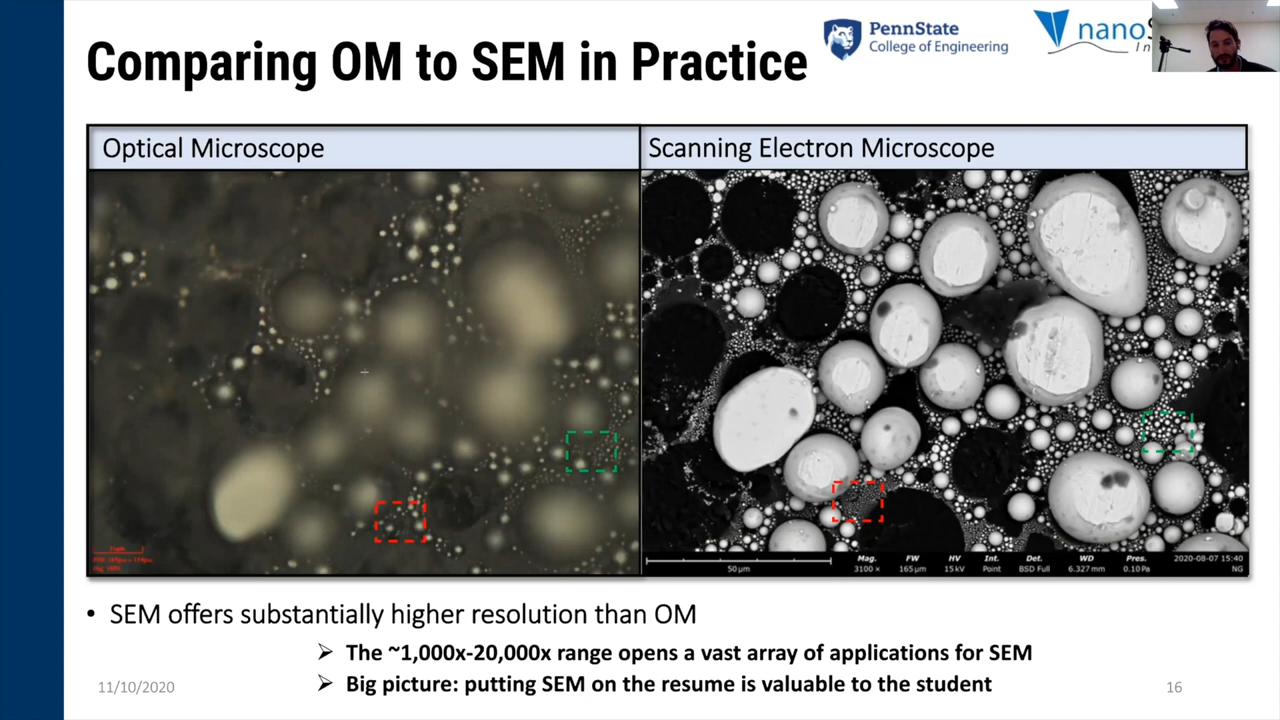 Comparing OM to SEM in Practice
PennState
College of Engineering
nano
Optical Microscope
Scanning Electron Microscope
50 µm
Mag.
3100 x
FW
165 µm
HV
15 kV
Int.
Point
Det.
BSD Full
WD
6.327 mm
Pres.
0.10 Pa
2020-08-07 15:40
NG
• SEM offers substantially higher resolution than OM
➢ The ~1,000x-20,000x range opens a vast array of applications for SEM
➢ Big picture: putting SEM on the resume is valuable to the student
11/10/2020
16